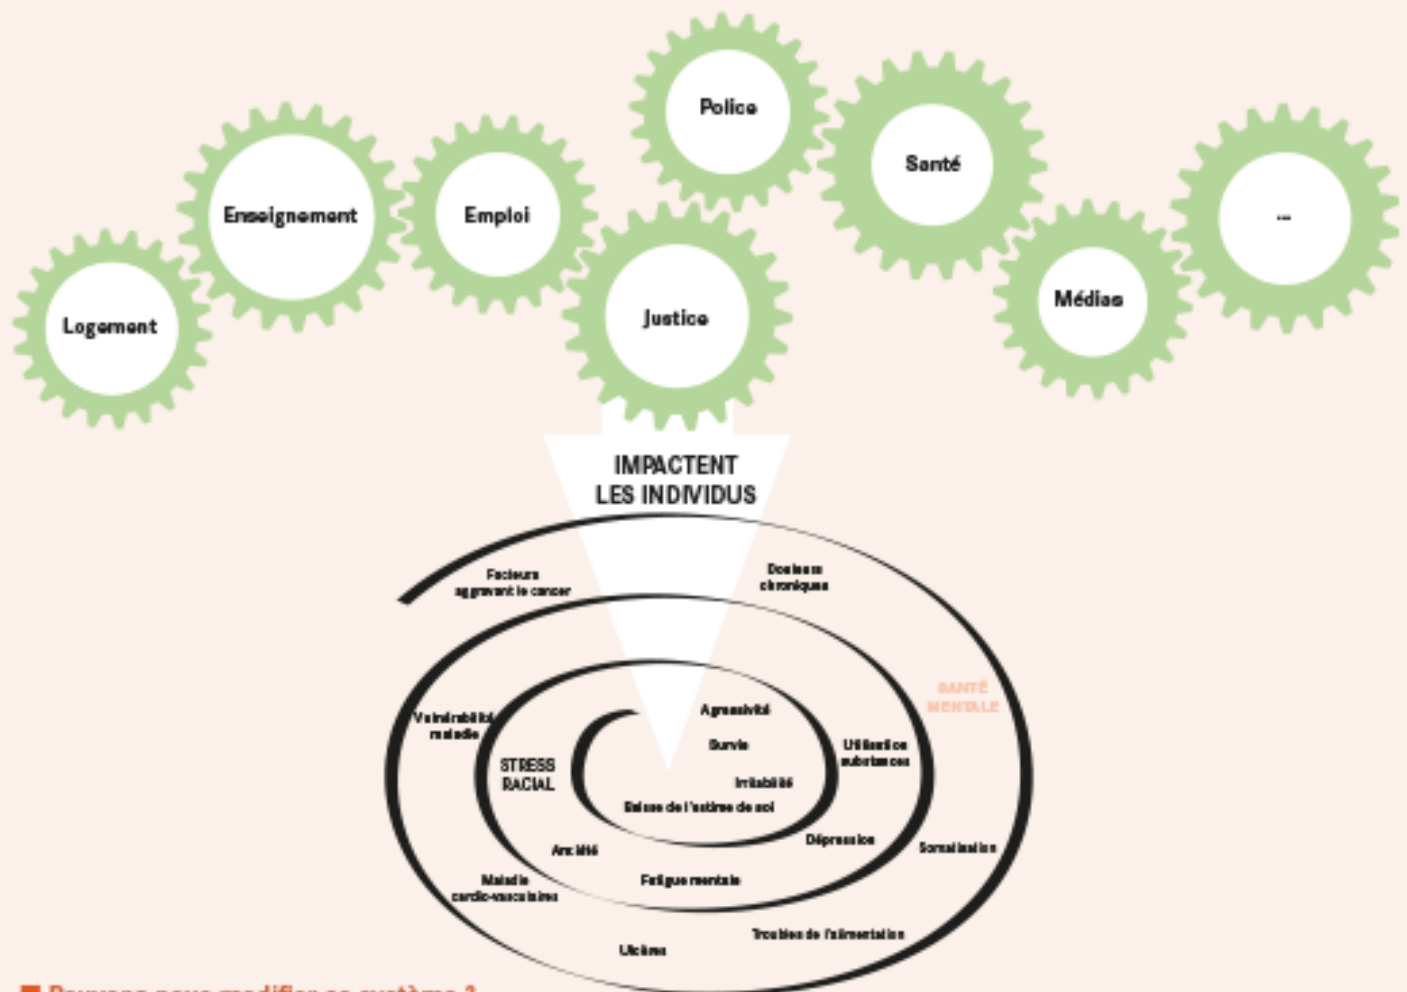 Police
Santé
Enseignement
Emploi
...
Médias
Justice
Logement
IMPACTENT
LES INDIVIDUS
Facteurs
aggravant le cancer
Douleurs
chroniques
SANTÉ
MENTALE
Vulnérabilité
maladie
Agressivité
Survie
Utilisation
substances
STRESS
RACIAL
Irritabilité
Baisse de l'estime de soi
Dépression
Somatisation
Anxiété
Fatigue mentale
Maladie
cardio-vasculaires
Troubles de l'alimentation
Ulcères